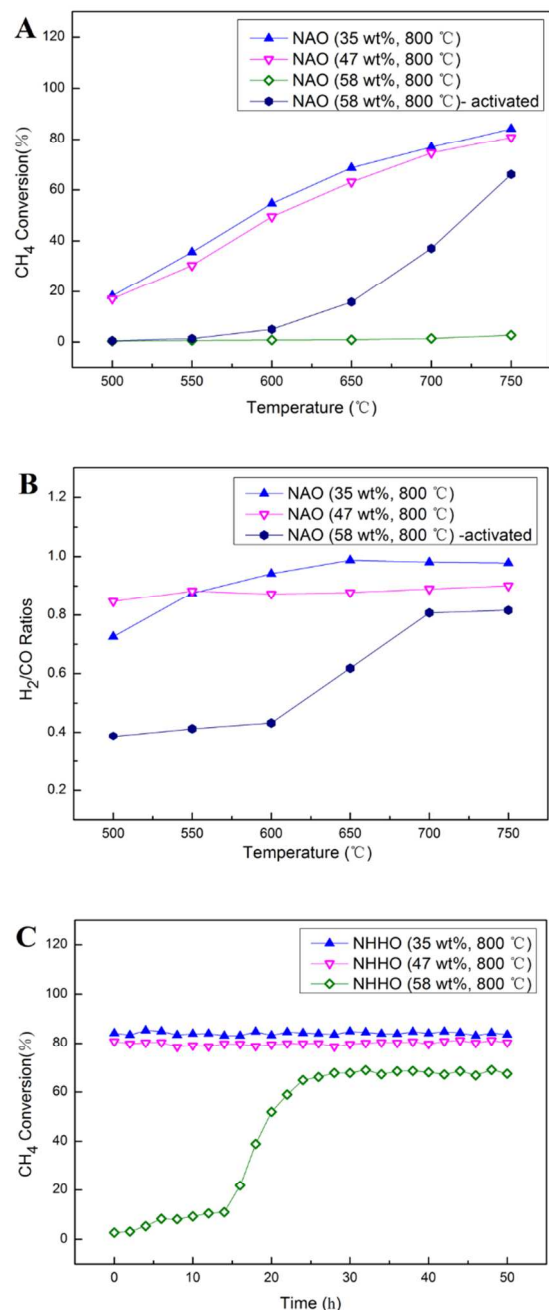 A
NAO (35 wt%, 800 ℃)
NAO (47 wt%, 800 ℃)
NAO (58 wt%, 800 ℃)
NAO (58 wt%, 800 ℃)- activated
CH4 Conversion(%)
120
100
80
60
40
20
0
500 550 600 650 700 750
Temperature (℃)
B
NAO (35 wt%, 800 ℃)
NAO (47 wt%, 800 ℃)
NAO (58 wt%, 800 ℃) -activated
H2/CO Ratios
1.2
1.0
0.8
0.6
0.4
0.2
500 550 600 650 700 750
Temperature (℃)
C
NHHO (35 wt%, 800 ℃)
NHHO (47 wt%, 800 ℃)
NHHO (58 wt%, 800 ℃)
CH4 Conversion(%)
120
100
80
60
40
20
0
0 10 20 30 40 50
Time (h)